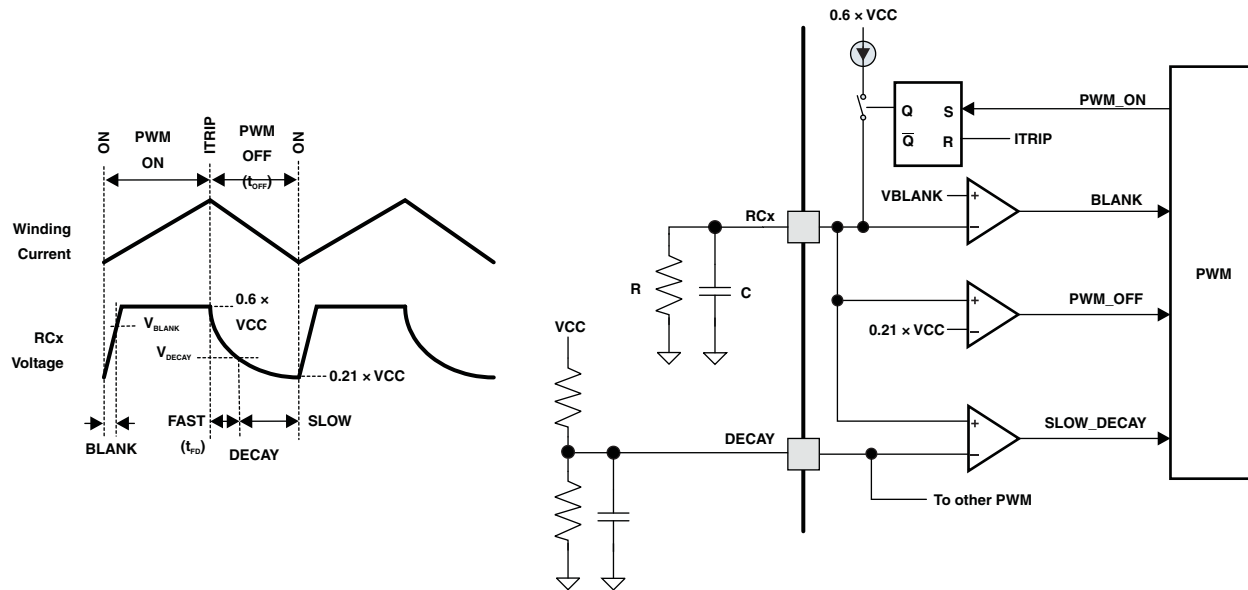 ON
PWM
ON
ITRIP
PWM
OFF
(tOFF)
ON
Winding
Current
RCx
Voltage
0.6 ×
VCC
VBLANK
VDECAY
0.21 × VCC
BLANK
FAST
(tFD)
DECAY
SLOW
0.6 × VCC
Q S
Q R
PWM_ON
ITRIP
VBLANK
+
−
BLANK
RCx
R
C
+
0.21 × VCC
−
PWM_OFF
PWM
VCC
DECAY
+
−
SLOW_DECAY
To other PWM